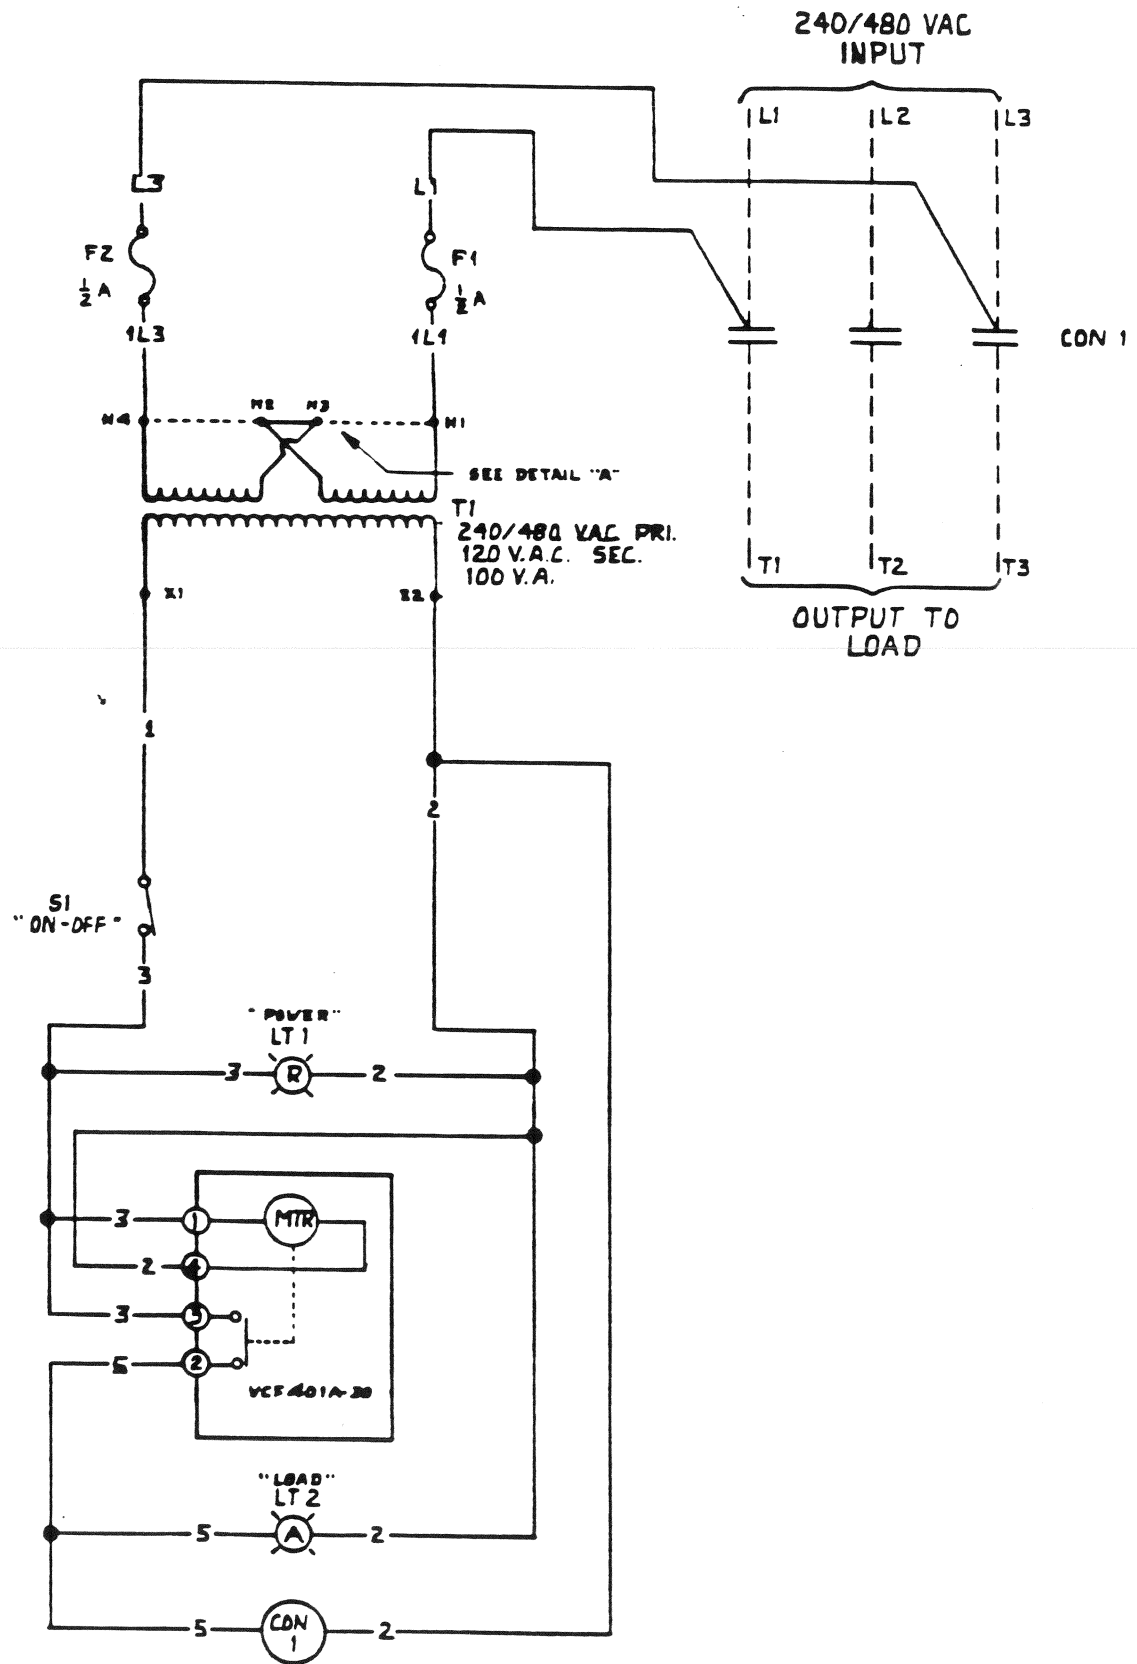 240/480 VAC
INPUT
L1 L2 L3
L3 L1
F2 F1
1/2 A 1/2 A
1L3 1L1
CON 1
H4 H2 H3 H1
SEE DETAIL "A"
T1
240/480 VAC PRI.
120 V.A.C. SEC.
100 V.A.
T1 T2 T3
X1 X2
OUTPUT TO
LOAD
1
2
S1
"ON-OFF"
3
"POWER"
LT 1
3 R 2
3 1 MTR
2 4
3 3
5 2
"LOAD"
LT 2
5 A 2
5 CON 1 2